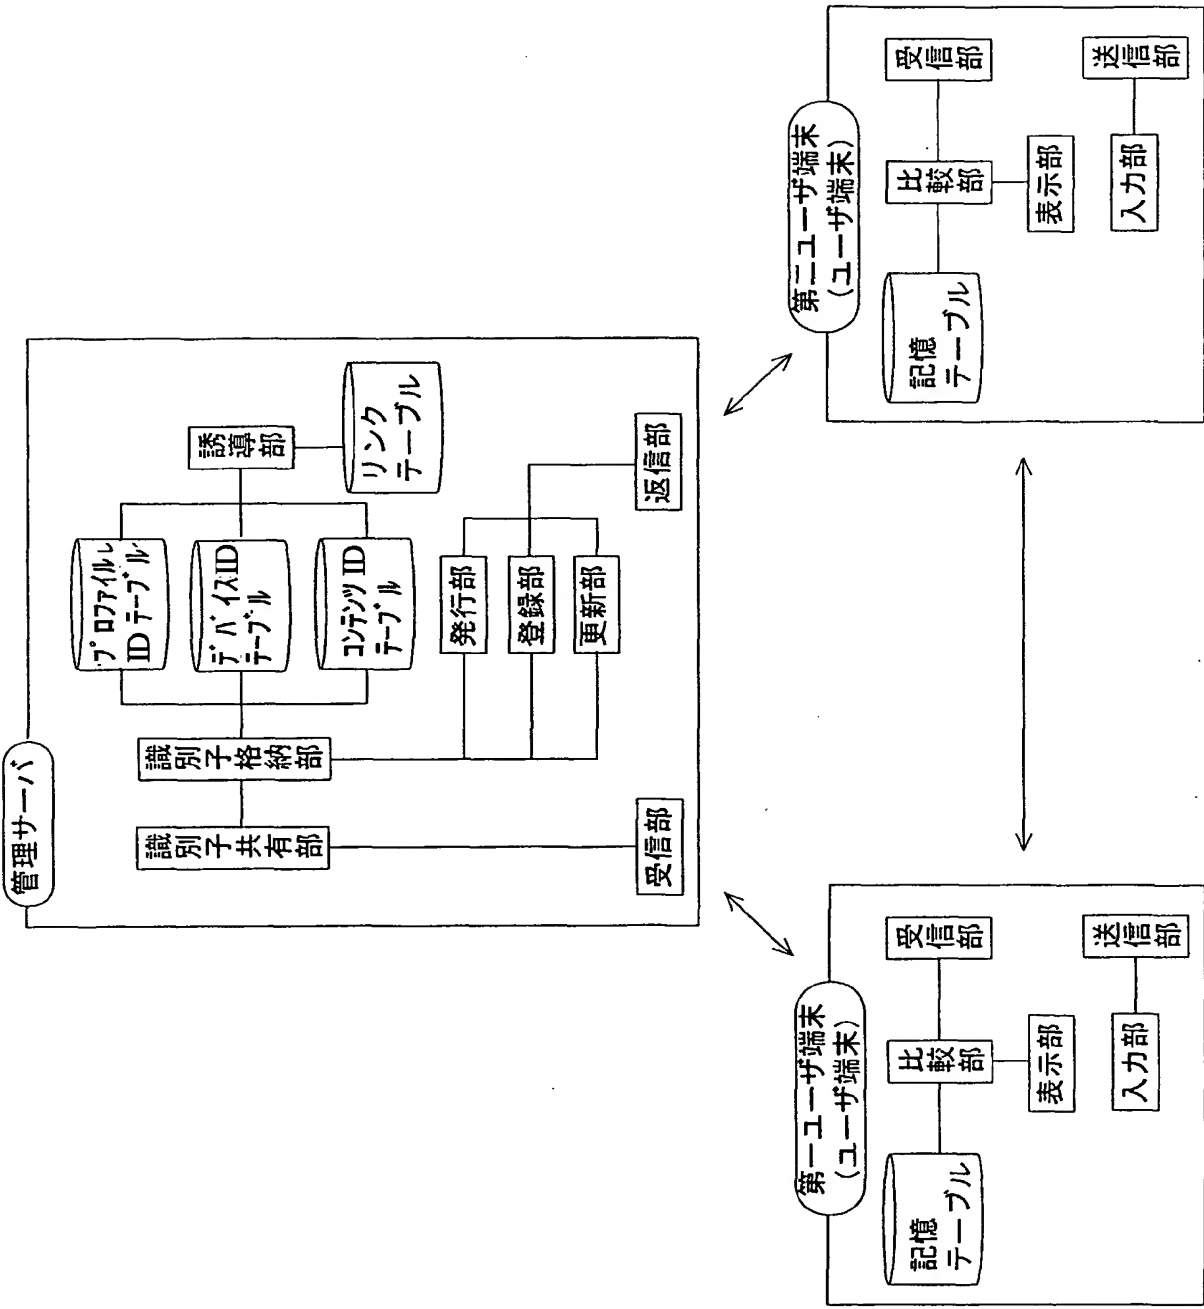 管理サーバ
識別子共有部
識別子格納部
プロファイル
IDテーブル
デバイスID
テーブル
コンテンツID
テーブル
誘導部
リンク
テーブル
発行部
登録部
更新部
受信部
返信部
第一ユーザ端末
(ユーザ端末)
記憶
テーブル
比較部
受信部
表示部
入力部
送信部
第二ユーザ端末
(ユーザ端末)
記憶
テーブル
比較部
受信部
表示部
入力部
送信部